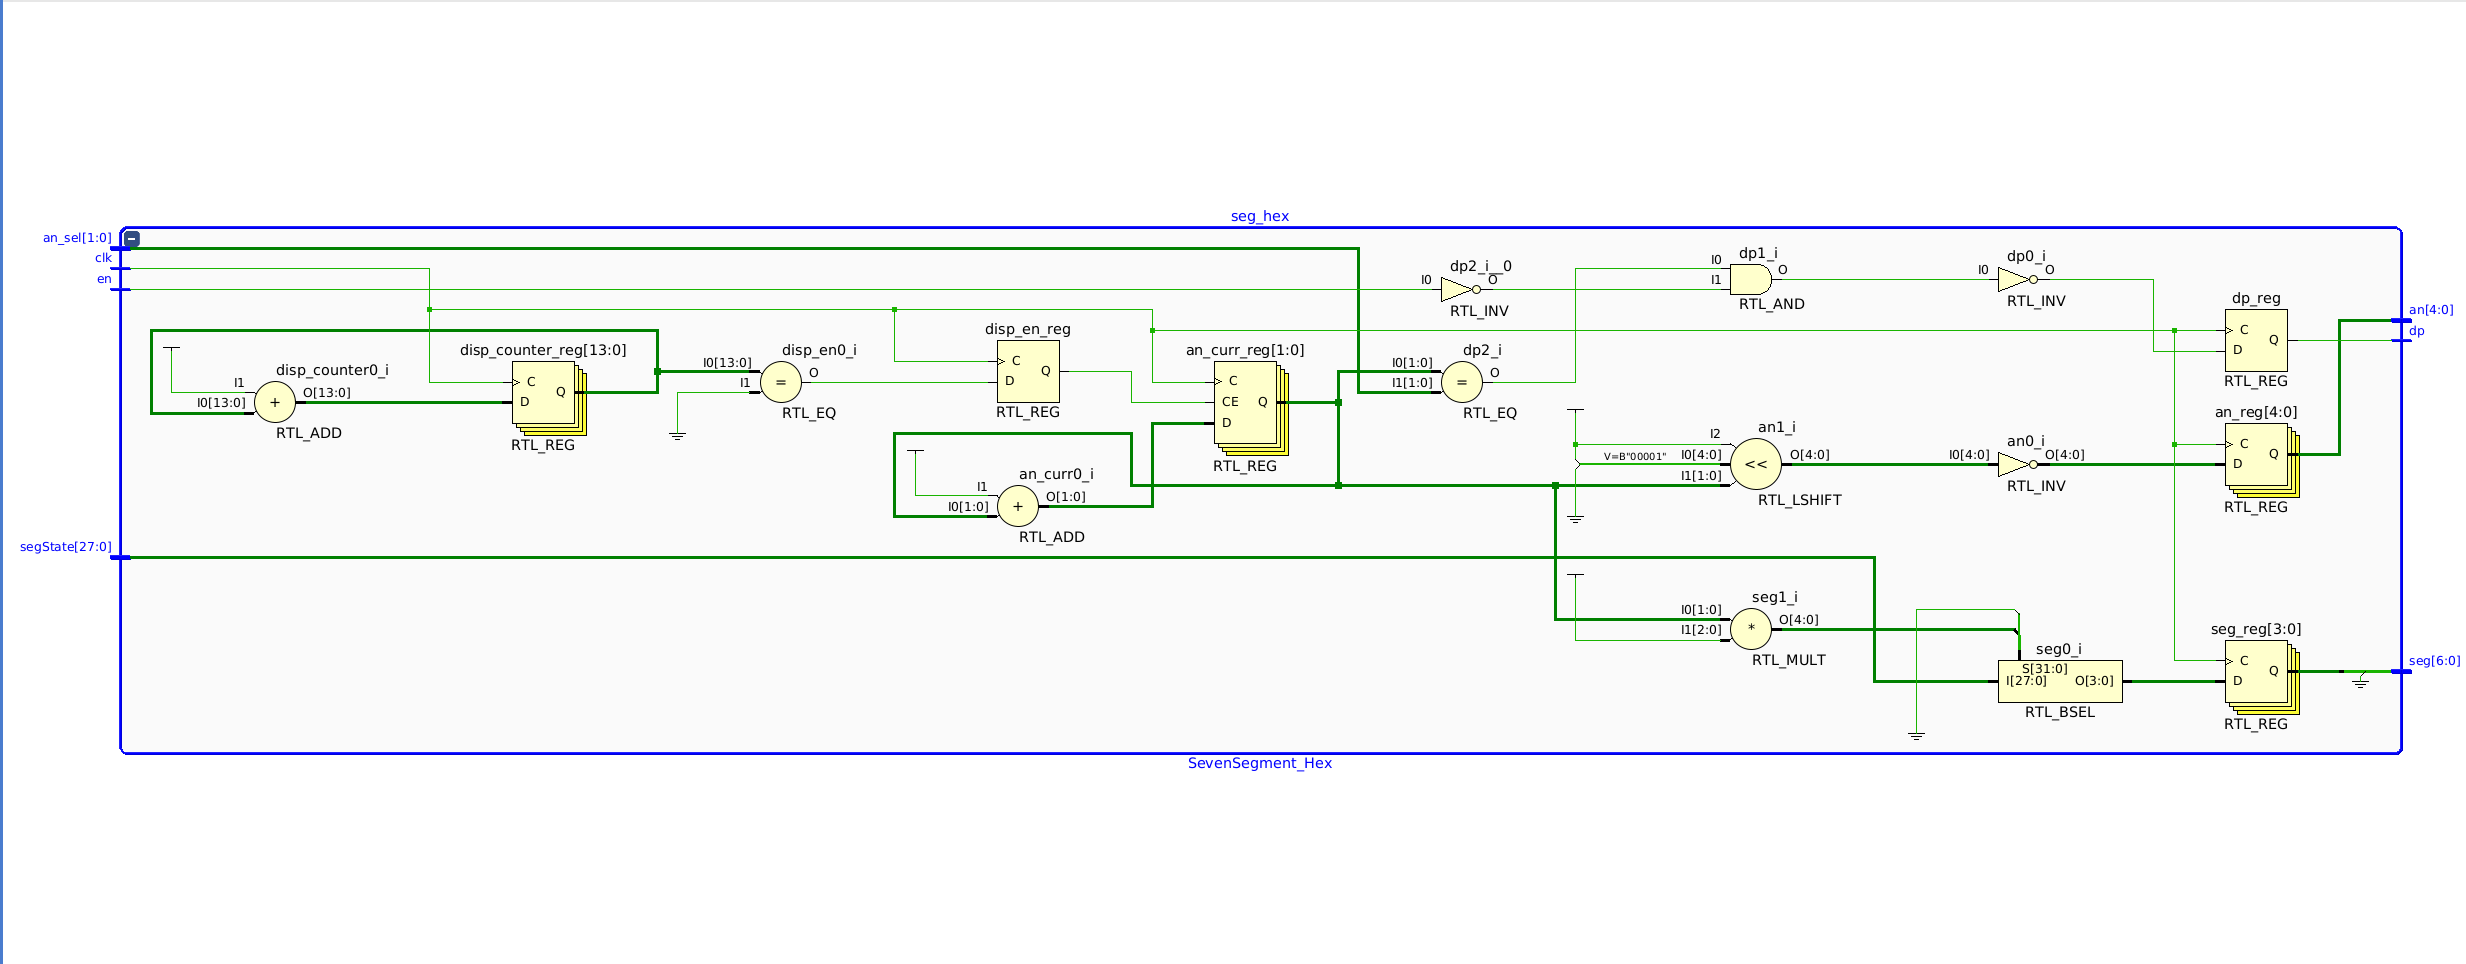 seg_hex
an_sel[1:0]
clk
en
segState[27:0]
disp_counter0_i
I1
I0[13:0]
+
O[13:0]
RTL_ADD
disp_counter_reg[13:0]
C
D
Q
RTL_REG
disp_en0_i
I0[13:0]
I1
=
O
RTL_EQ
disp_en_reg
C
D
Q
RTL_REG
an_curr0_i
I1
I0[1:0]
+
O[1:0]
RTL_ADD
an_curr_reg[1:0]
C
CE
D
Q
RTL_REG
dp2_i__0
I0
O
RTL_INV
dp2_i
I0[1:0]
I1[1:0]
=
O
RTL_EQ
dp1_i
I0
I1
O
RTL_AND
an1_i
I2
V=B"00001"
I0[4:0]
I1[1:0]
<<
O[4:0]
RTL_LSHIFT
seg1_i
I0[1:0]
I1[2:0]
*
O[4:0]
RTL_MULT
dp0_i
I0
O
RTL_INV
an0_i
I0[4:0]
O[4:0]
RTL_INV
seg0_i
S[31:0]
I[27:0]
O[3:0]
RTL_BSEL
dp_reg
C
D
Q
RTL_REG
an_reg[4:0]
C
D
Q
RTL_REG
seg_reg[3:0]
C
D
Q
RTL_REG
an[4:0]
dp
seg[6:0]
SevenSegment_Hex